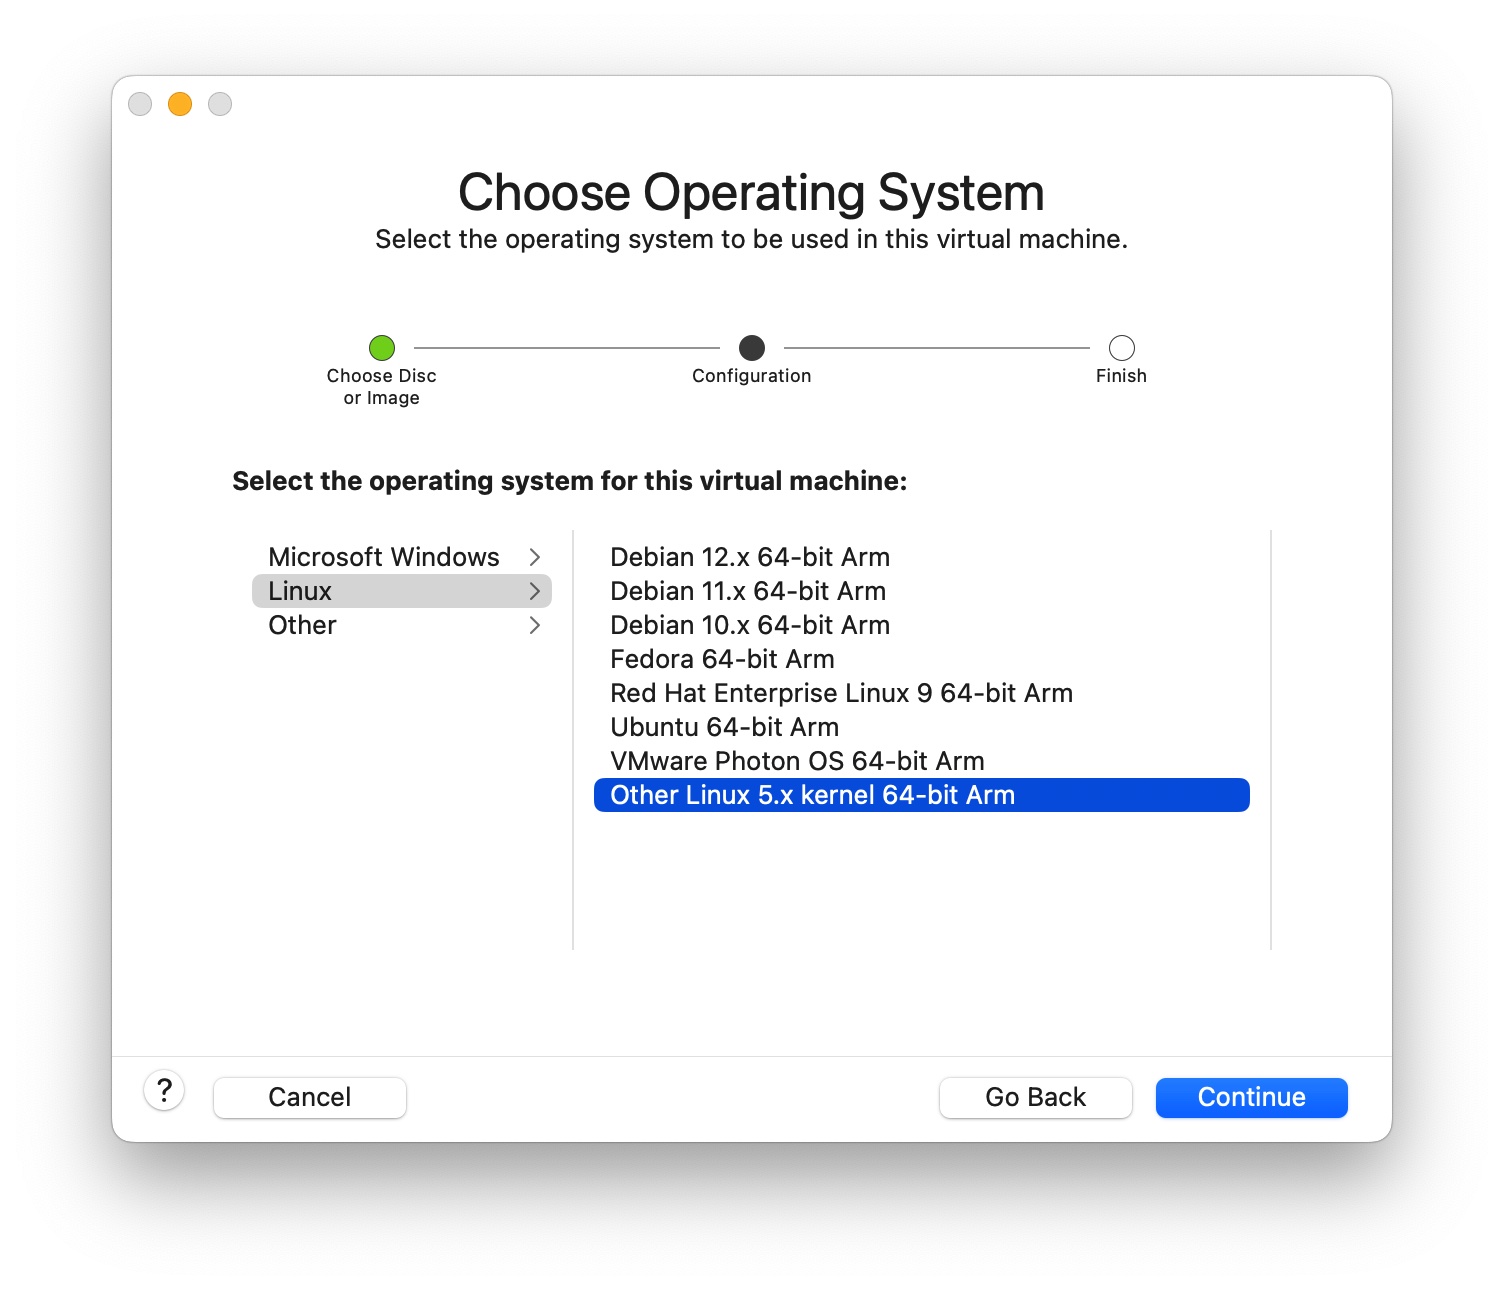 Choose Operating System
Select the operating system to be used in this virtual machine.
Choose Disc
or Image
Configuration
Finish
Select the operating system for this virtual machine:
Microsoft Windows
Linux
Other
Debian 12.x 64-bit Arm
Debian 11.x 64-bit Arm
Debian 10.x 64-bit Arm
Fedora 64-bit Arm
Red Hat Enterprise Linux 9 64-bit Arm
Ubuntu 64-bit Arm
VMware Photon OS 64-bit Arm
Other Linux 5.x kernel 64-bit Arm
?
Cancel
Go Back
Continue